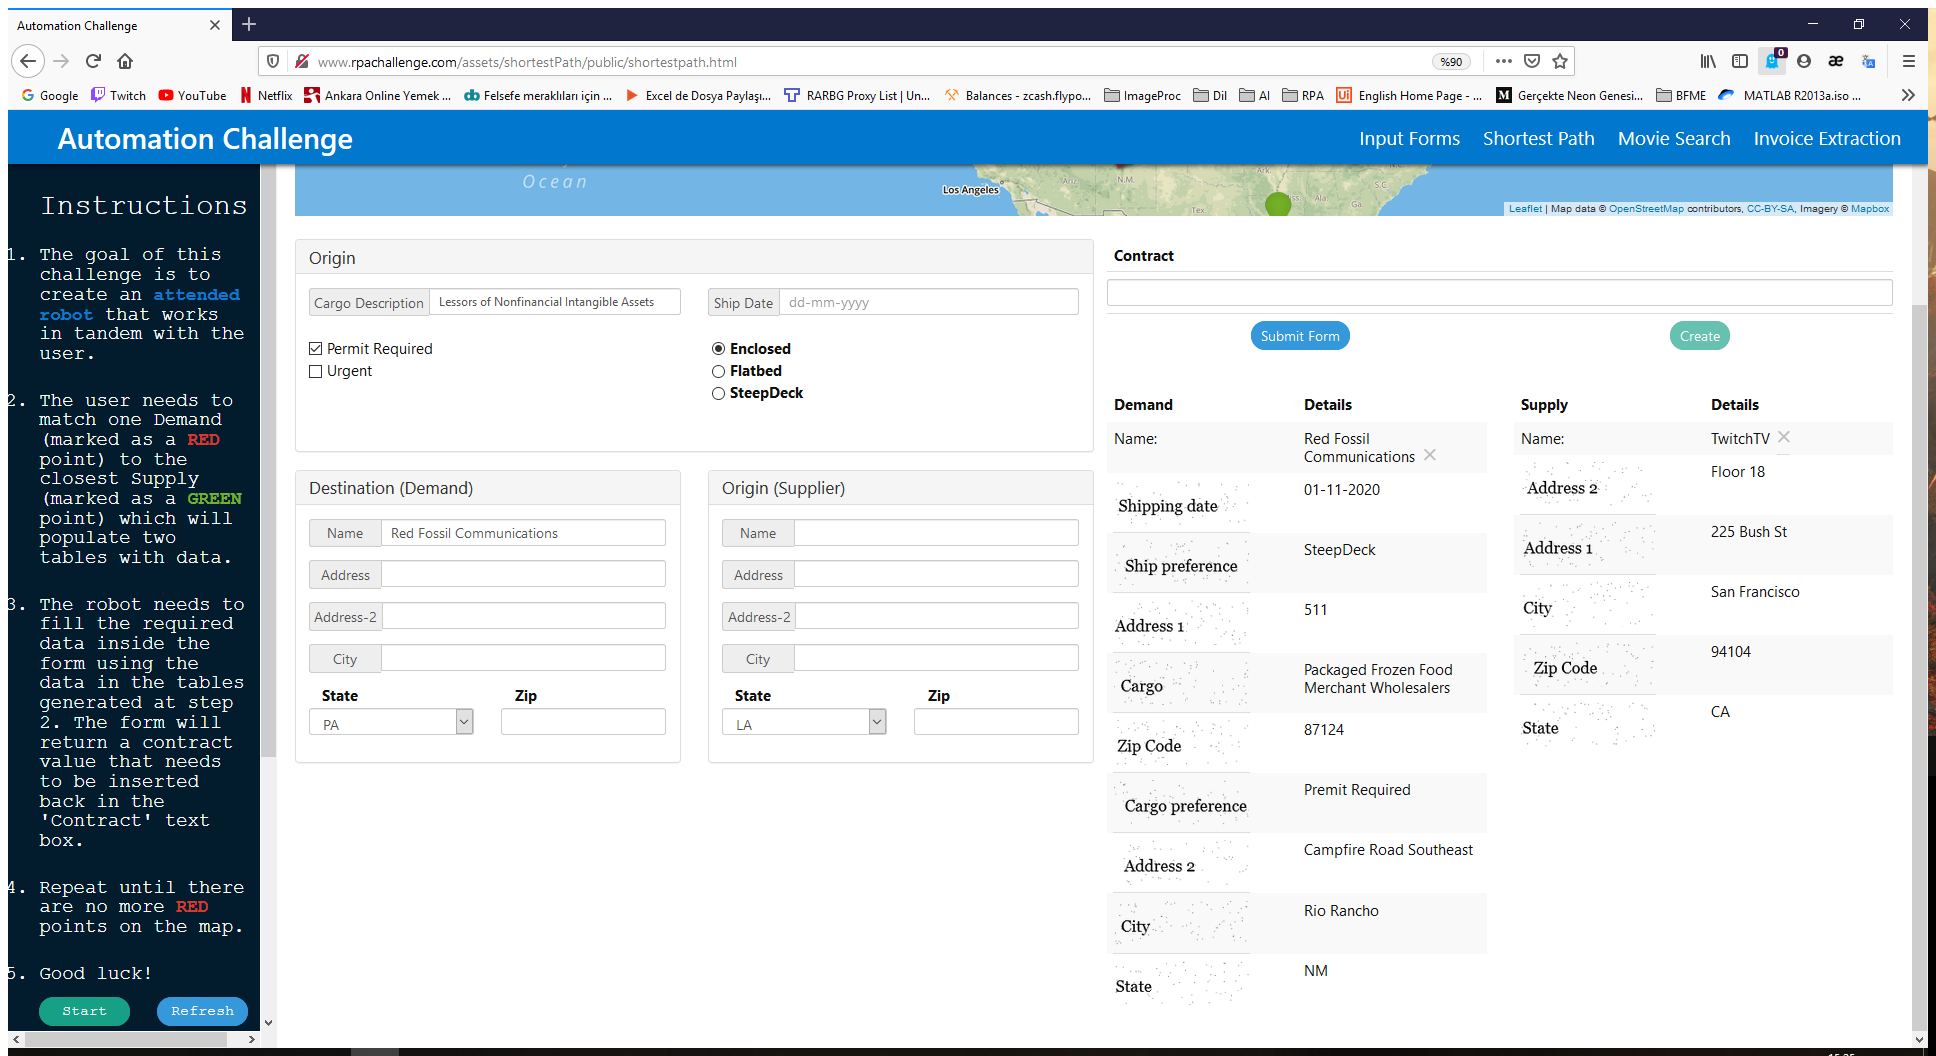 Automation Challenge
www.rpachallenge.com/assets/shortestPath/public/shortestpath.html
%90
0
Google
Twitch
YouTube
Netflix
Ankara Online Yemek ...
Felsefe meraklıları için ...
Excel de Dosya Paylaşı...
RARBG Proxy List | Un...
Balances - zcash.flypo...
ImageProc
Dil
AI
RPA
English Home Page - ...
Gerçekte Neon Genesi...
BFME
MATLAB R2013a.iso ...
Automation Challenge
Input Forms
Shortest Path
Movie Search
Invoice Extraction
Instructions
1. The goal of this
challenge is to
create an attended
robot that works
in tandem with the
user.
2. The user needs to
match one Demand
(marked as a RED
point) to the
closest Supply
(marked as a GREEN
point) which will
populate two
tables with data.
3. The robot needs to
fill the required
data inside the
form using the
data in the tables
generated at step
2. The form will
return a contract
value that needs
to be inserted
back in the
'Contract' text
box.
4. Repeat until there
are no more RED
points on the map.
5. Good luck!
Start
Refresh
Ocean
Los Angeles
Ariz.
N.M.
Tex.
Ark.
Ala.
Ga.
S.C.
N.C.
Leaflet | Map data © OpenStreetMap contributors, CC-BY-SA, Imagery © Mapbox
Origin
Cargo Description
Lessors of Nonfinancial Intangible Assets
Ship Date
dd-mm-yyyy
Permit Required
Urgent
Enclosed
Flatbed
SteepDeck
Destination (Demand)
Name
Red Fossil Communications
Address
Address-2
City
State
Zip
PA
Origin (Supplier)
Name
Address
Address-2
City
State
Zip
LA
Contract
Submit Form
Create
Demand
Details
Name:
Red Fossil
Communications
Shipping date
01-11-2020
Ship preference
SteepDeck
Address 1
511
Cargo
Packaged Frozen Food
Merchant Wholesalers
Zip Code
87124
Cargo preference
Premit Required
Address 2
Campfire Road Southeast
City
Rio Rancho
State
NM
Supply
Details
Name:
TwitchTV
Address 2
Floor 18
Address 1
225 Bush St
City
San Francisco
Zip Code
94104
State
CA